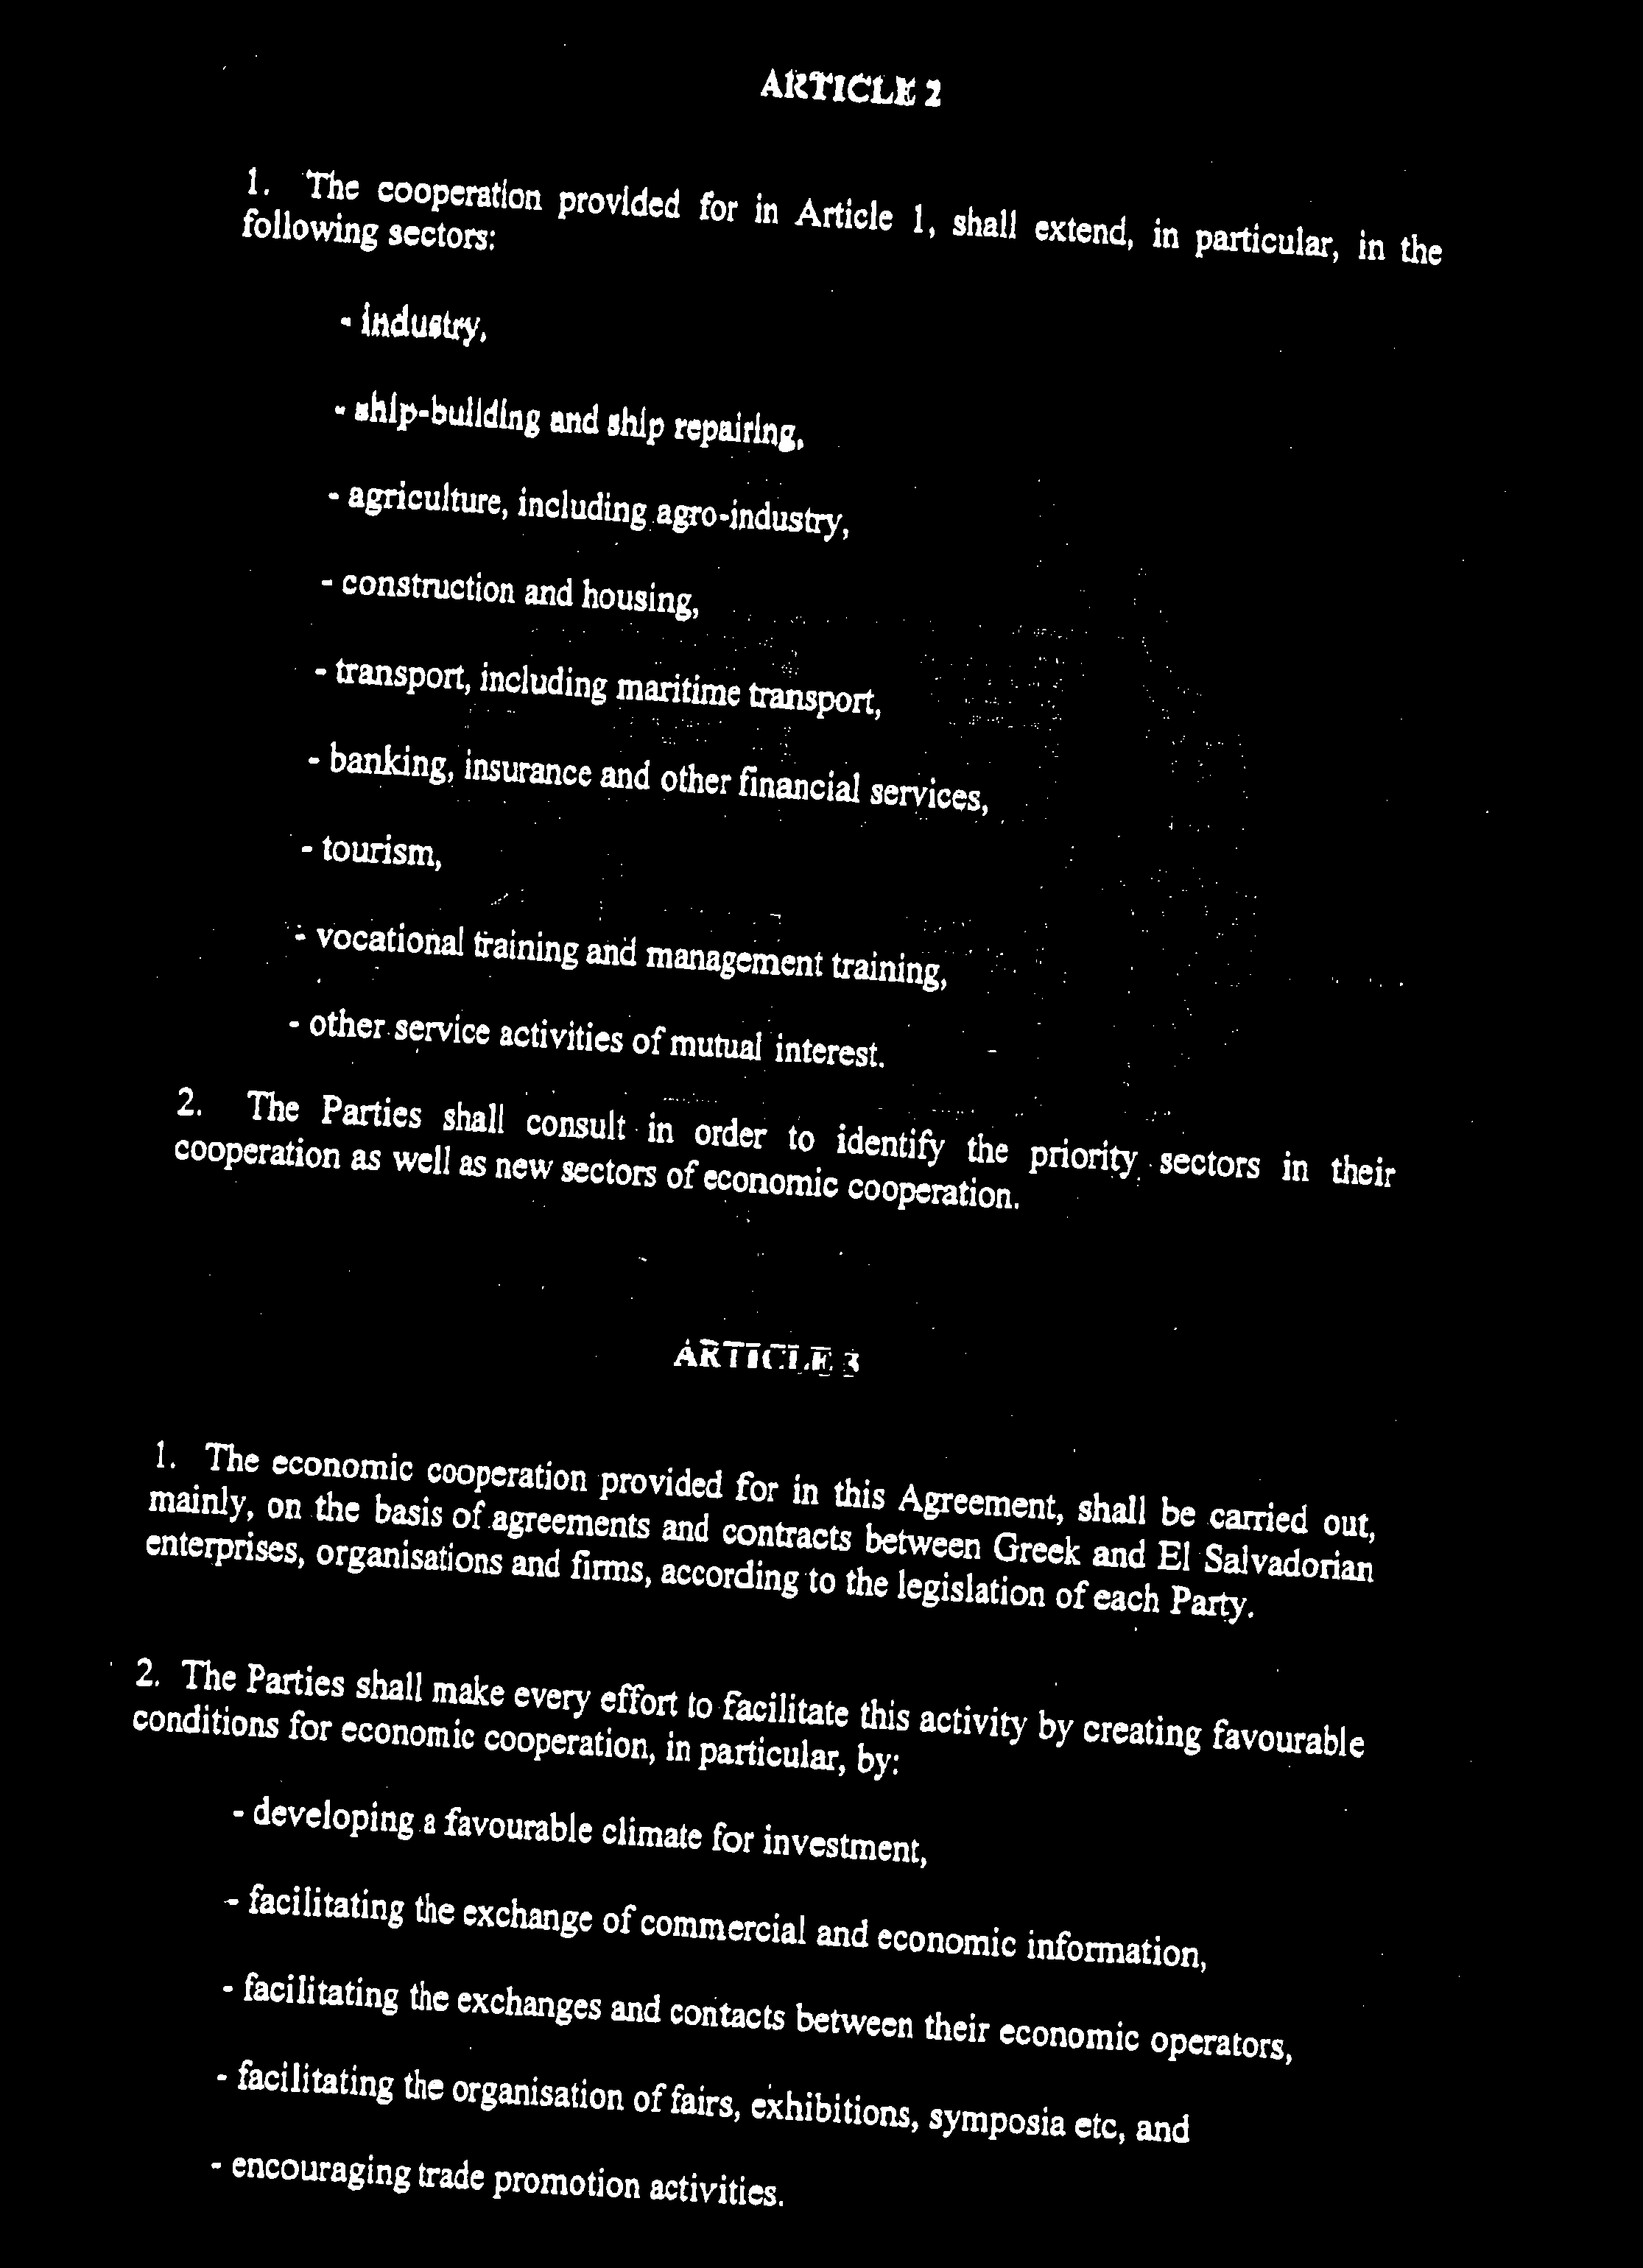 ARTICLE 2
1. The cooperation provided for in Article 1, shall extend, in particular, in the
following sectors:
- industry,
- ship-building and ship repairing,
- agriculture, including agro-industry,
- construction and housing,
- transport, including maritime transport,
- banking, insurance and other financial services,
- tourism,
- vocational training and management training,
- other service activities of mutual interest.
2. The Parties shall consult in order to identify the priority sectors in their
cooperation as well as new sectors of economic cooperation.
ARTICLE 3
1. The economic cooperation provided for in this Agreement, shall be carried out,
mainly, on the basis of agreements and contracts between Greek and El Salvadorian
enterprises, organisations and firms, according to the legislation of each Party.
2. The Parties shall make every effort to facilitate this activity by creating favourable
conditions for economic cooperation, in particular, by:
- developing a favourable climate for investment,
- facilitating the exchange of commercial and economic information,
- facilitating the exchanges and contacts between their economic operators,
- facilitating the organisation of fairs, exhibitions, symposia etc, and
- encouraging trade promotion activities.